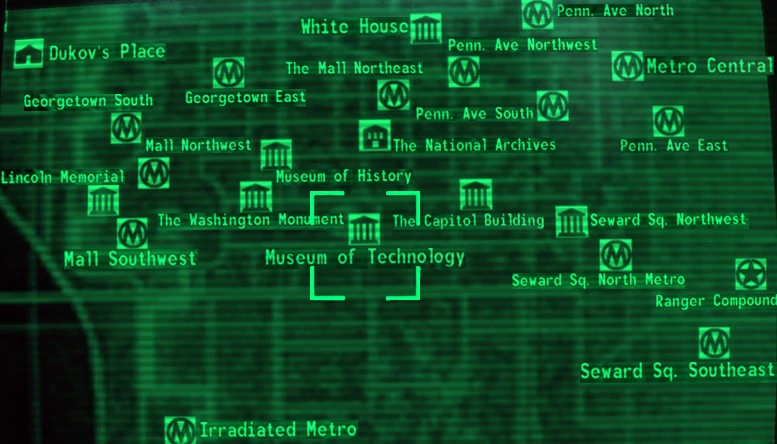 Penn. Ave North
White House
Penn. Ave Northwest
Dukov's Place
The Mall Northeast
Metro Central
Georgetown South
Georgetown East
Penn. Ave South
Mall Northwest
The National Archives
Penn. Ave East
Lincoln Memorial
Museum of History
The Washington Monument
The Capitol Building
Seward Sq. Northwest
Mall Southwest
Museum of Technology
Seward Sq. North Metro
Ranger Compound
Seward Sq. Southeast
Irradiated Metro